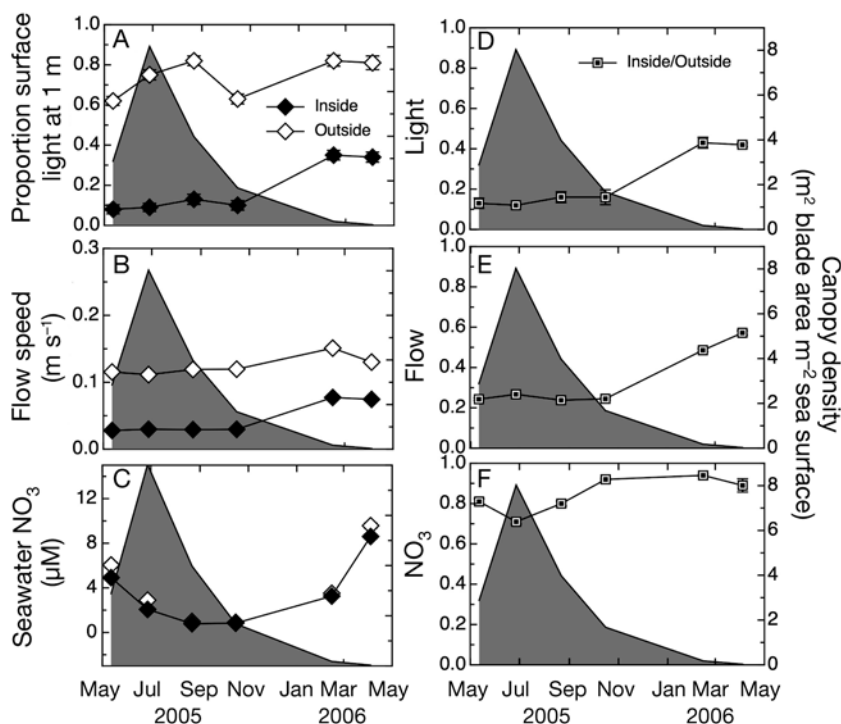 A
Proportion surface
light at 1 m
1.0
0.8
0.6
0.4
0.2
0.0
Inside
Outside
D
Light
1.0
0.8
0.6
0.4
0.2
0.0
Inside/Outside
8
6
4
2
0
B
Flow speed
(m s⁻¹)
0.3
0.2
0.1
0.0
E
Flow
1.0
0.8
0.6
0.4
0.2
0.0
8
6
4
2
0
Canopy density
(m² blade area m⁻² sea surface)
C
Seawater NO₃
(µM)
12
8
4
0
F
NO₃
1.0
0.8
0.6
0.4
0.2
0.0
8
6
4
2
0
May Jul Sep Nov Jan Mar May
2005 2006
May Jul Sep Nov Jan Mar May
2005 2006